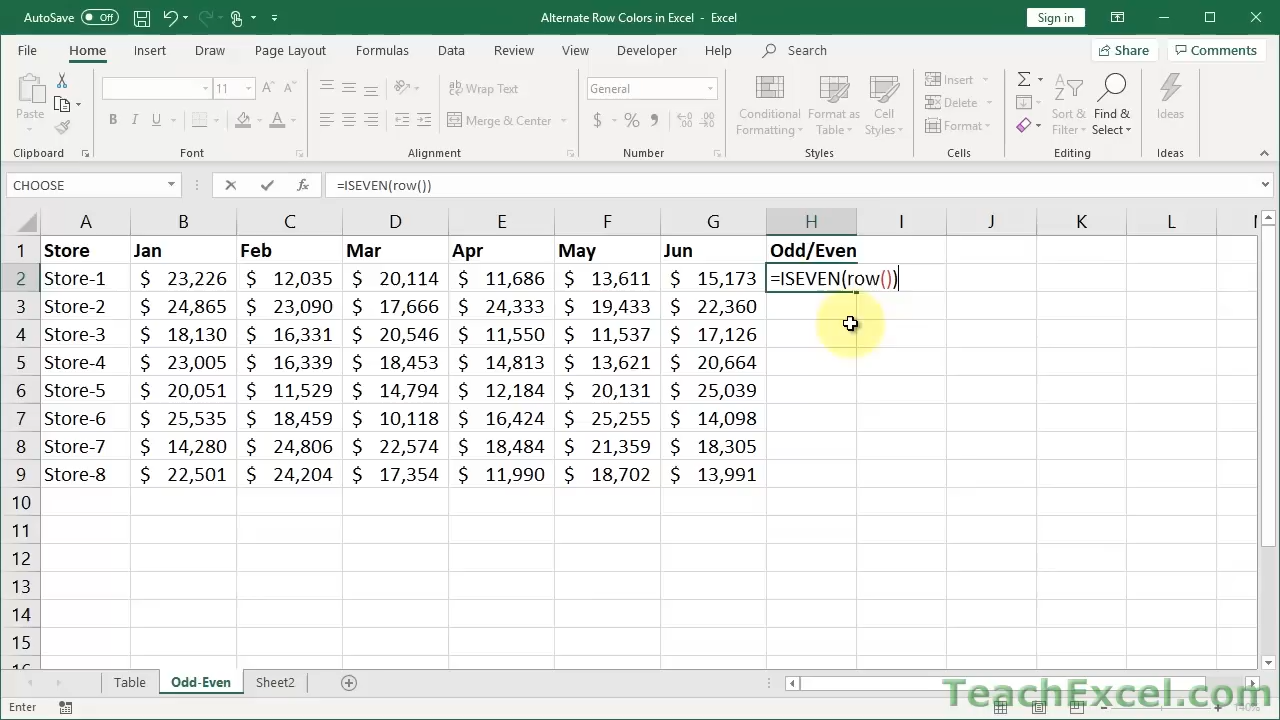 AutoSave Off Alternate Row Colors in Excel - Excel Sign in
File Home Insert Draw Page Layout Formulas Data Review View Developer Help Search Share Comments
Paste
11 A A
B I U A
ab Wrap Text
Merge & Center
General
$ % 9
Conditional Formatting
Format as Table
Cell Styles
Insert
Delete
Format
Σ
Sort & Filter
Find & Select
Ideas
Clipboard Font Alignment Number Styles Cells Editing Ideas
CHOOSE fx =ISEVEN(row())
A B C D E F G H I J K L
1 Store Jan Feb Mar Apr May Jun Odd/Even
2 Store-1 $ 23,226 $ 12,035 $ 20,114 $ 11,686 $ 13,611 $ 15,173 =ISEVEN(row())
3 Store-2 $ 24,865 $ 23,090 $ 17,666 $ 24,333 $ 19,433 $ 22,360
4 Store-3 $ 18,130 $ 16,331 $ 20,546 $ 11,550 $ 11,537 $ 17,126
5 Store-4 $ 23,005 $ 16,339 $ 18,453 $ 14,813 $ 13,621 $ 20,664
6 Store-5 $ 20,051 $ 11,529 $ 14,794 $ 12,184 $ 20,131 $ 25,039
7 Store-6 $ 25,535 $ 18,459 $ 10,118 $ 16,424 $ 25,255 $ 14,098
8 Store-7 $ 14,280 $ 24,806 $ 22,574 $ 18,484 $ 21,359 $ 18,305
9 Store-8 $ 22,501 $ 24,204 $ 17,354 $ 11,990 $ 18,702 $ 13,991
10
11
12
13
14
15
Table Odd-Even Sheet2
Enter
TeachExcel.com